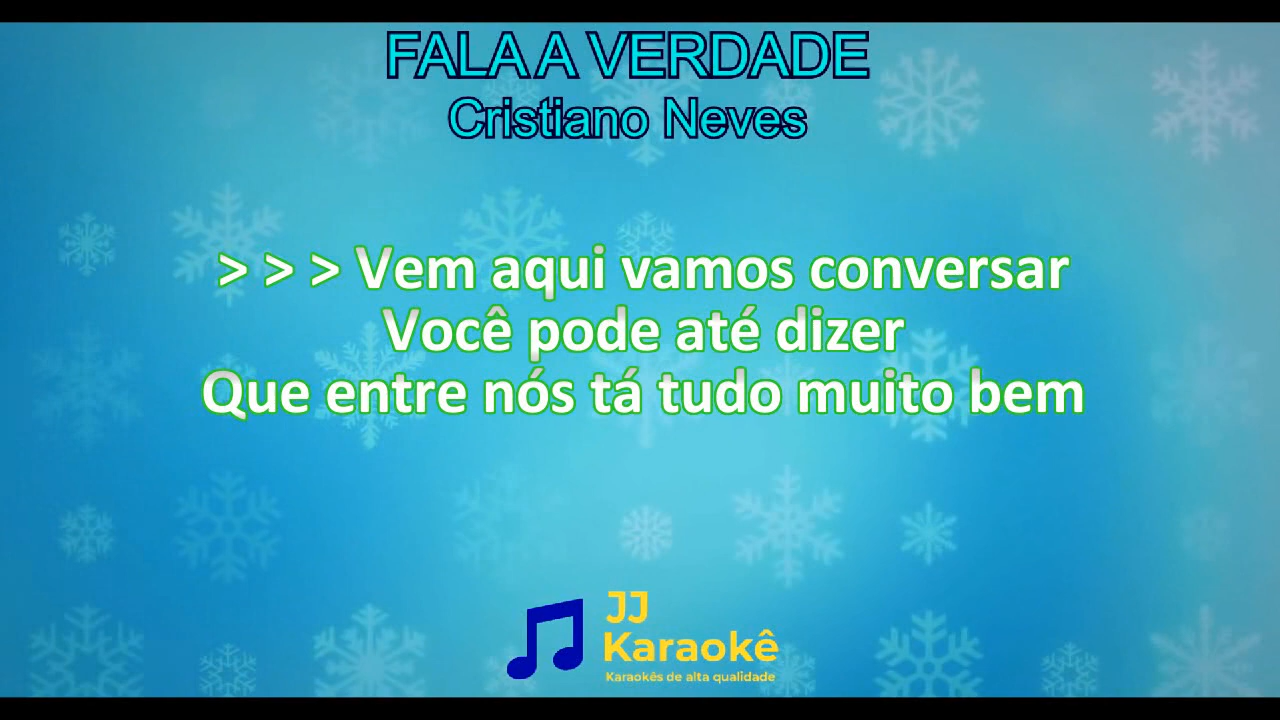 FALA A VERDADE
Cristiano Neves
> > > Vem aqui vamos conversar
Você pode até dizer
Que entre nós tá tudo muito bem
JJ
Karaokê
Karaokês de alta qualidade